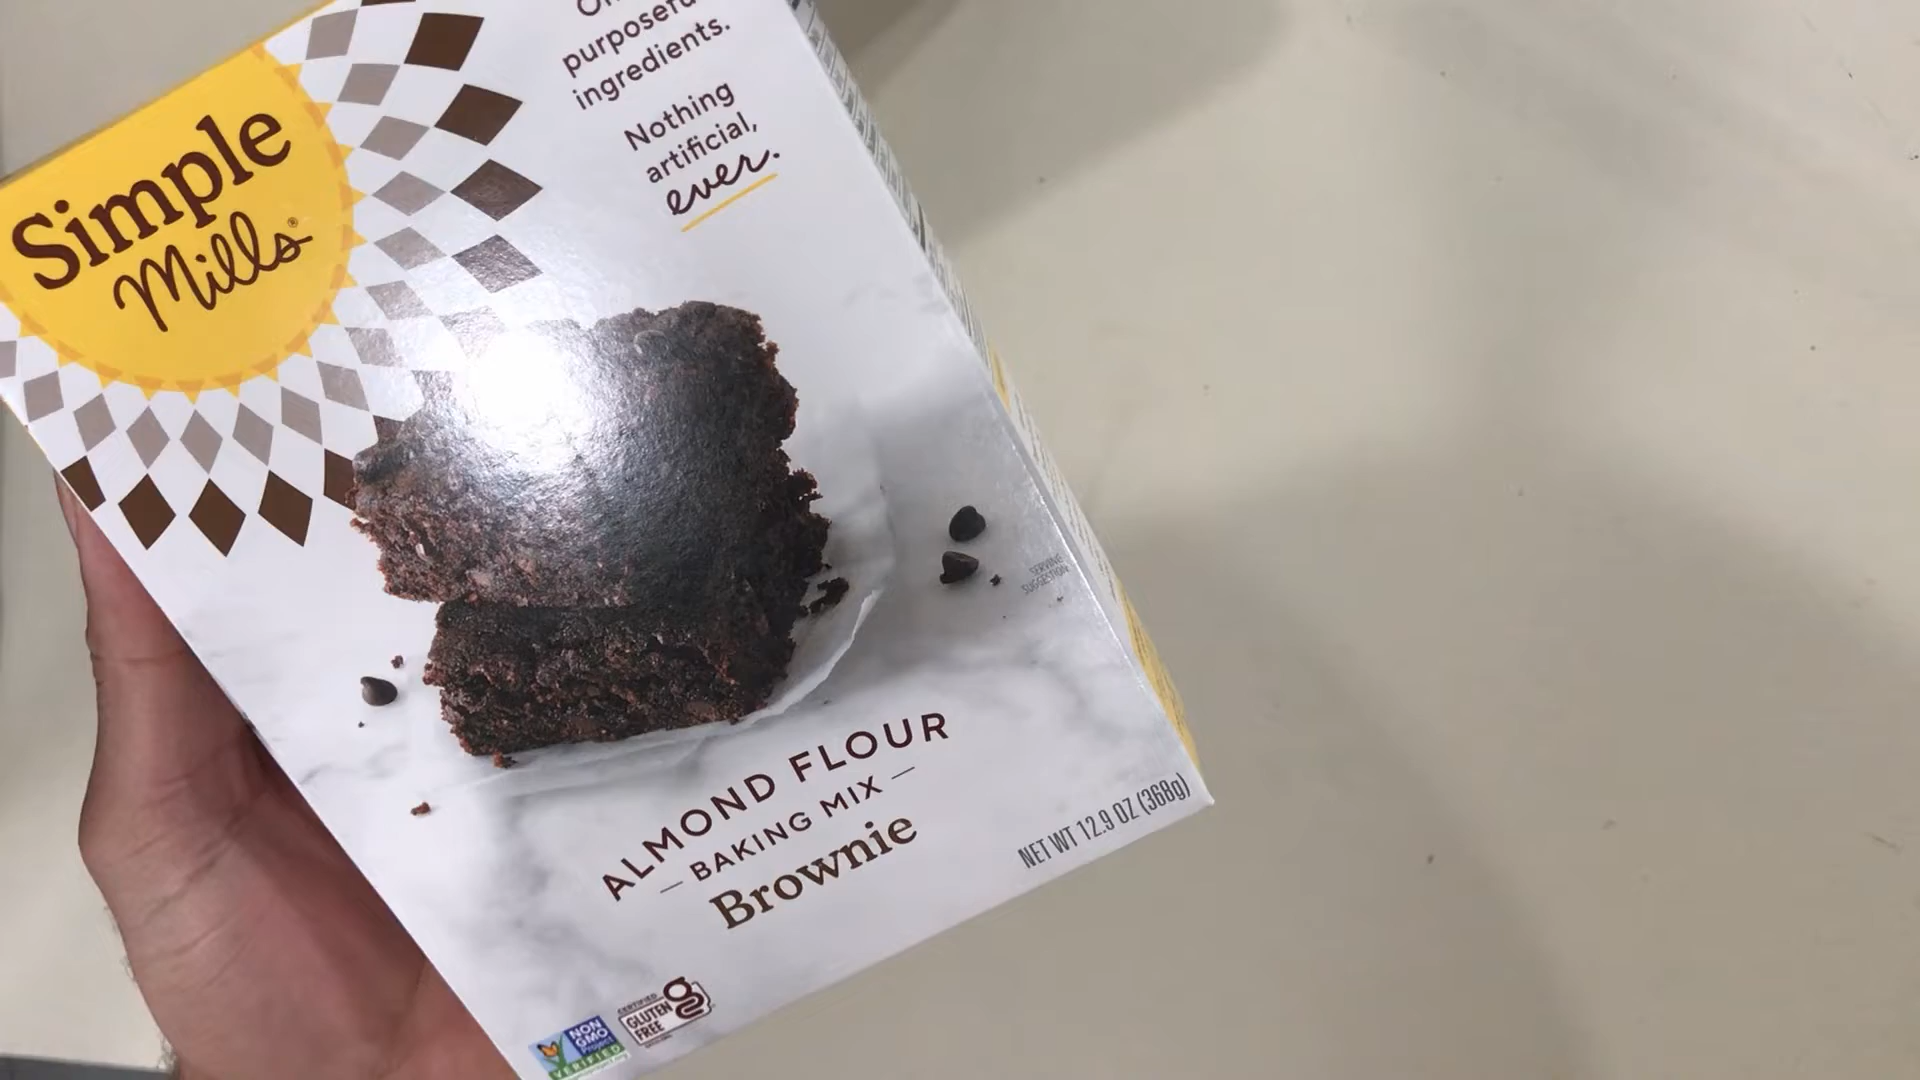 Simple
Mills®
purposeful
ingredients.
Nothing
artificial,
ever.
SERVING
SUGGESTION
ALMOND FLOUR
— BAKING MIX —
Brownie
NET WT 12.9 OZ (368g)
NON
GMO
Project
VERIFIED
CERTIFIED
GLUTEN
FREE